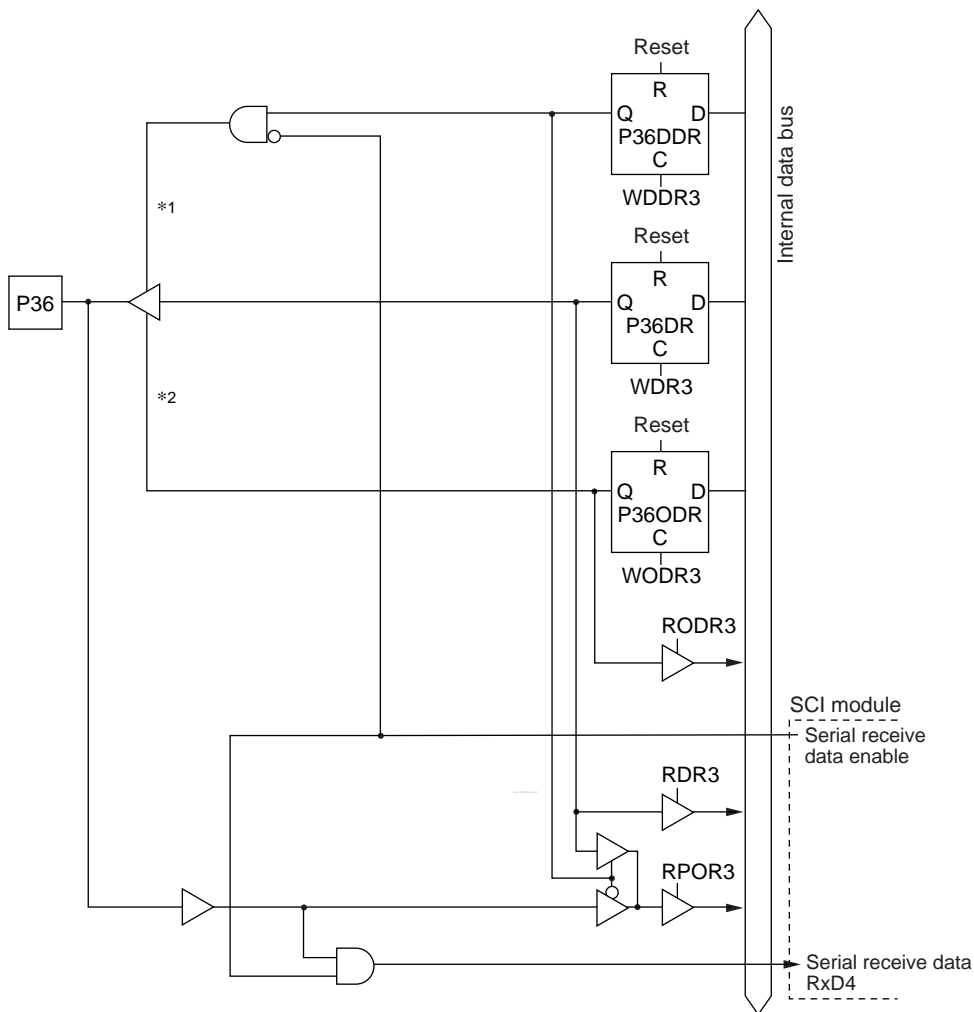 Reset
R
Q D
P36DDR
C
WDDR3
Internal data bus
*1
Reset
R
P36
Q D
P36DR
C
WDR3
*2
Reset
R
Q D
P36ODR
C
WODR3
RODR3
SCI module
Serial receive
data enable
RDR3
RPOR3
Serial receive data
RxD4